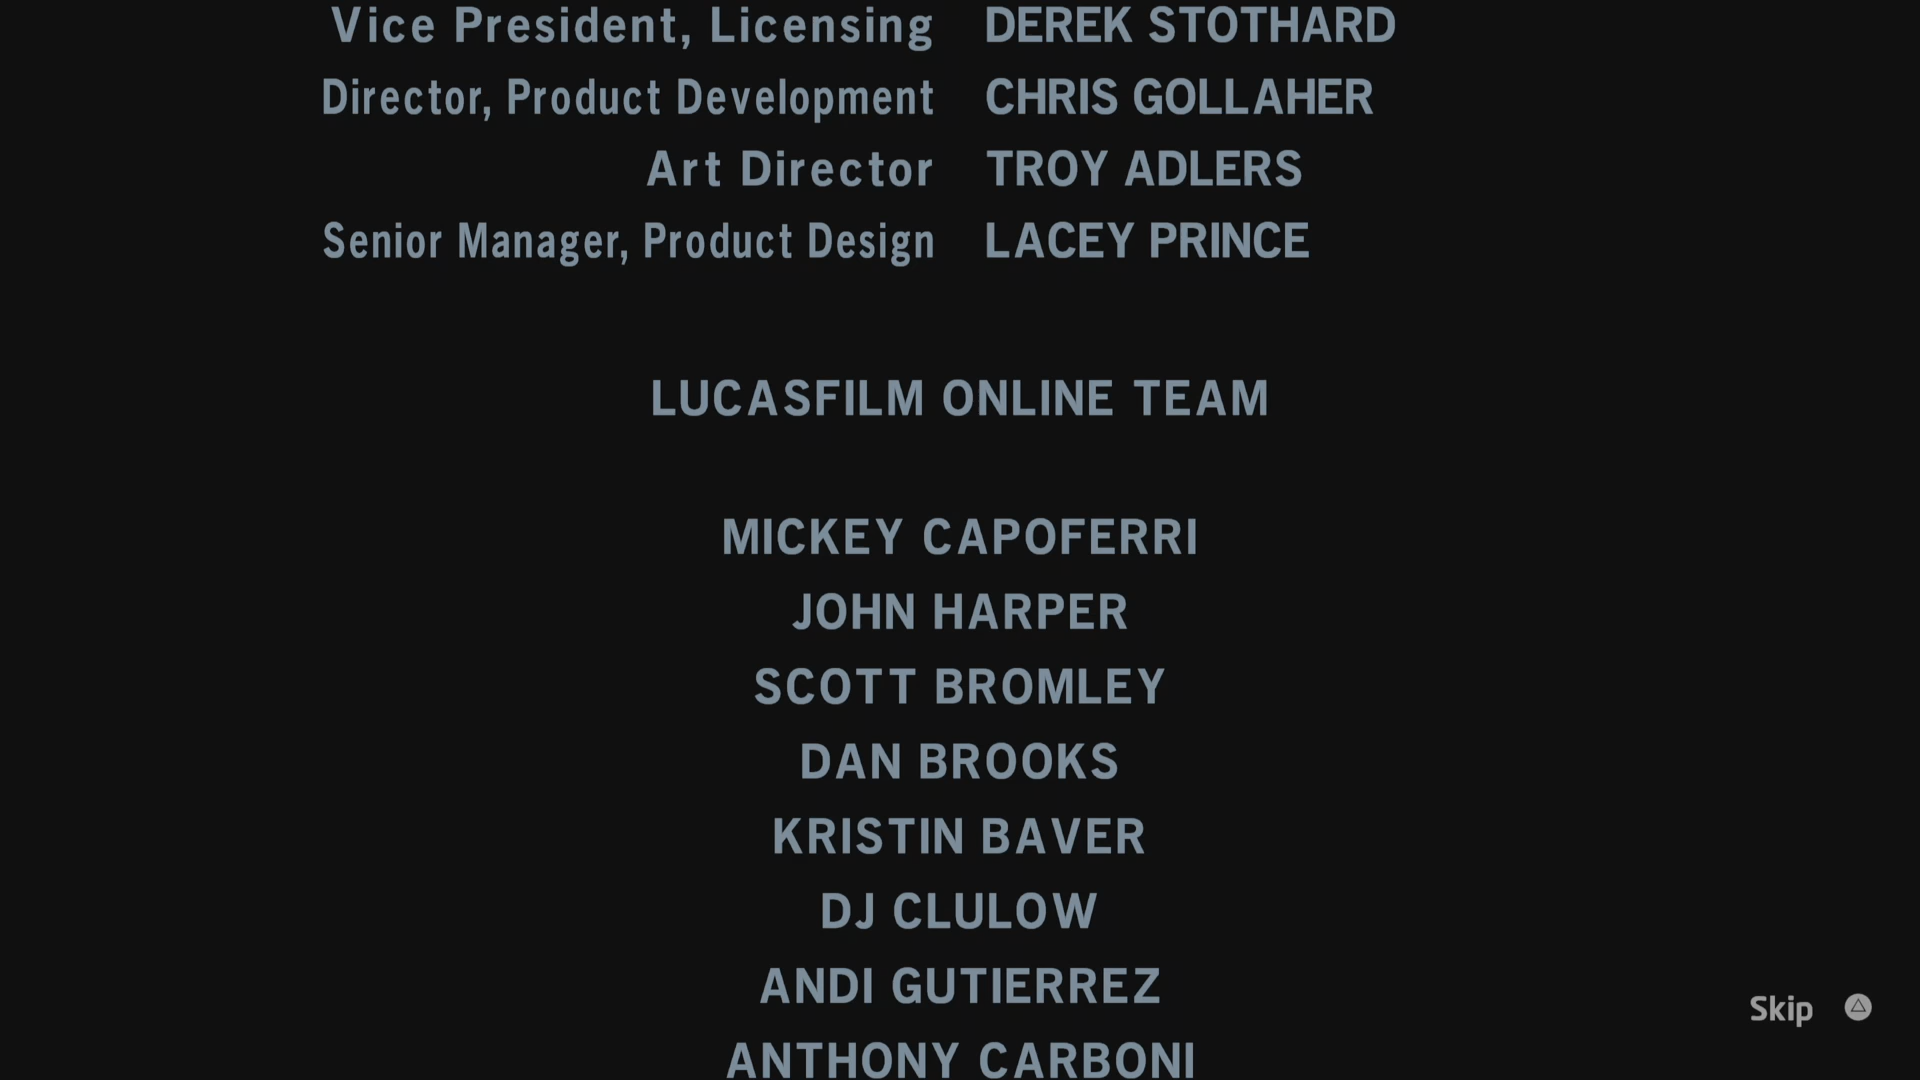 Vice President, Licensing DEREK STOTHARD
Director, Product Development CHRIS GOLLAHER
Art Director TROY ADLERS
Senior Manager, Product Design LACEY PRINCE
LUCASFILM ONLINE TEAM
MICKEY CAPOFERRI
JOHN HARPER
SCOTT BROMLEY
DAN BROOKS
KRISTIN BAVER
DJ CLULOW
ANDI GUTIERREZ
Skip
ANTHONY CARBONI